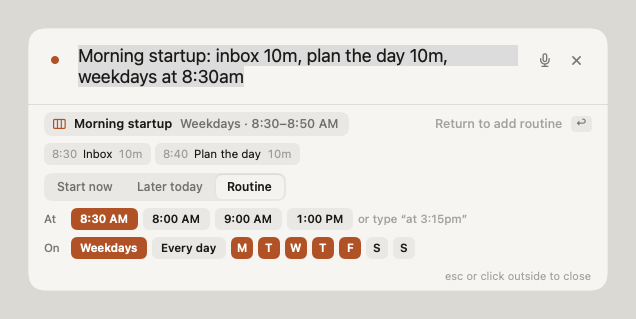 Morning startup: inbox 10m, plan the day 10m,
weekdays at 8:30am
Morning startup Weekdays · 8:30–8:50 AM Return to add routine
8:30 Inbox 10m 8:40 Plan the day 10m
Start now Later today Routine
At 8:30 AM 8:00 AM 9:00 AM 1:00 PM or type “at 3:15pm”
On Weekdays Every day M T W T F S S
esc or click outside to close